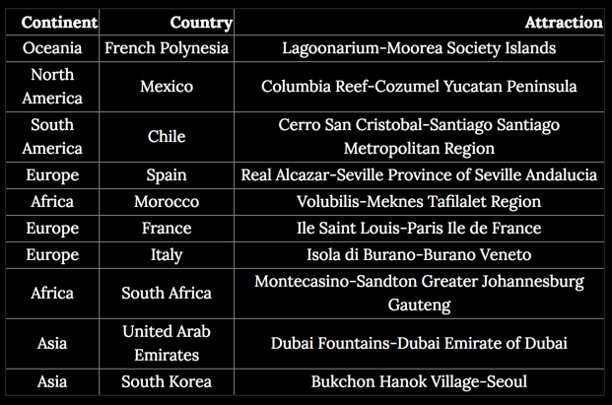 Continent Country Attraction
Oceania French Polynesia Lagoonarium-Moorea Society Islands
North
America Mexico Columbia Reef-Cozumel Yucatan Peninsula
South
America Chile Cerro San Cristobal-Santiago Santiago
Metropolitan Region
Europe Spain Real Alcazar-Seville Province of Seville Andalucia
Africa Morocco Volubilis-Meknes Tafilalet Region
Europe France Ile Saint Louis-Paris Ile de France
Europe Italy Isola di Burano-Burano Veneto
Africa South Africa Montecasino-Sandton Greater Johannesburg
Gauteng
Asia United Arab
Emirates Dubai Fountains-Dubai Emirate of Dubai
Asia South Korea Bukchon Hanok Village-Seoul